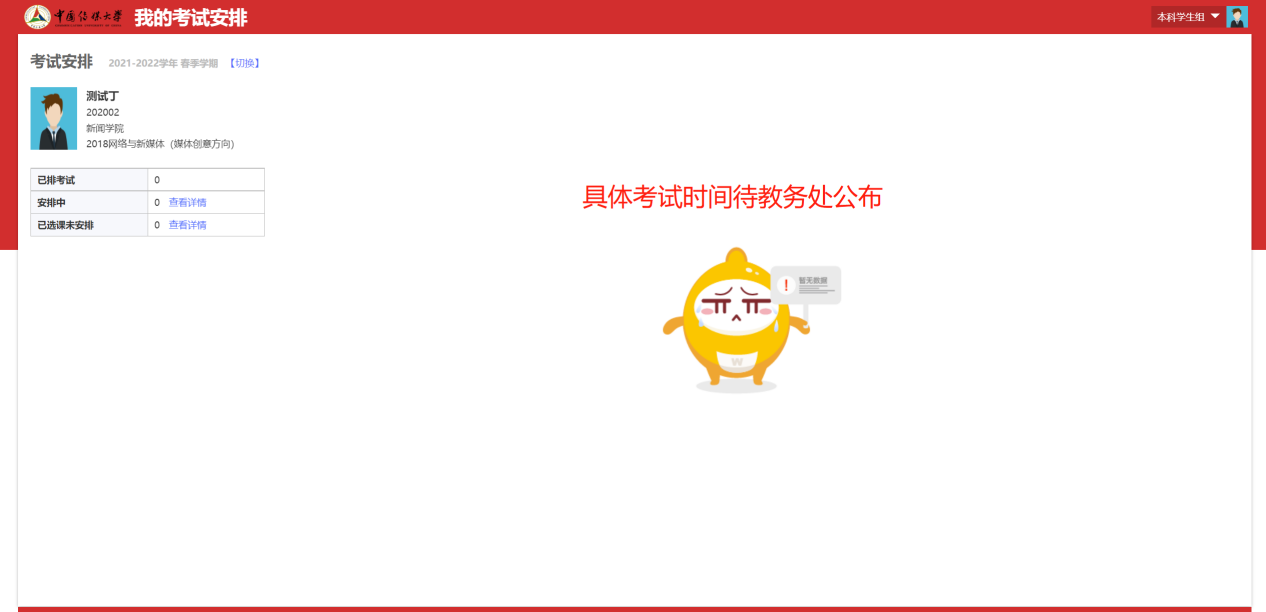 中国传媒大学 我的考试安排 本科学生组
考试安排 2021-2022学年 春季学期 【切换】
测试丁
202002
新闻学院
2018网络与新媒体（媒体创意方向）
已排考试 0
安排中 0 查看详情
已选课未安排 0 查看详情
具体考试时间待教务处公布
! 暂无数据
W